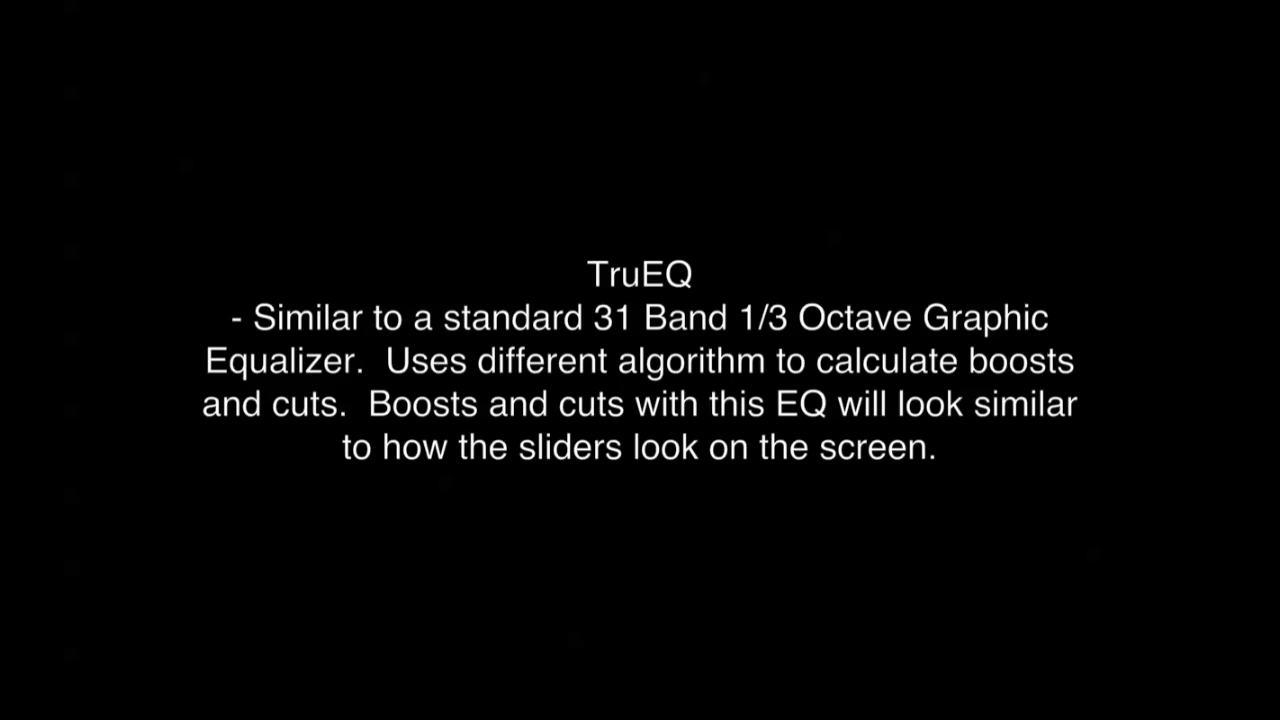 TruEQ
- Similar to a standard 31 Band 1/3 Octave Graphic
Equalizer.  Uses different algorithm to calculate boosts
and cuts.  Boosts and cuts with this EQ will look similar
to how the sliders look on the screen.